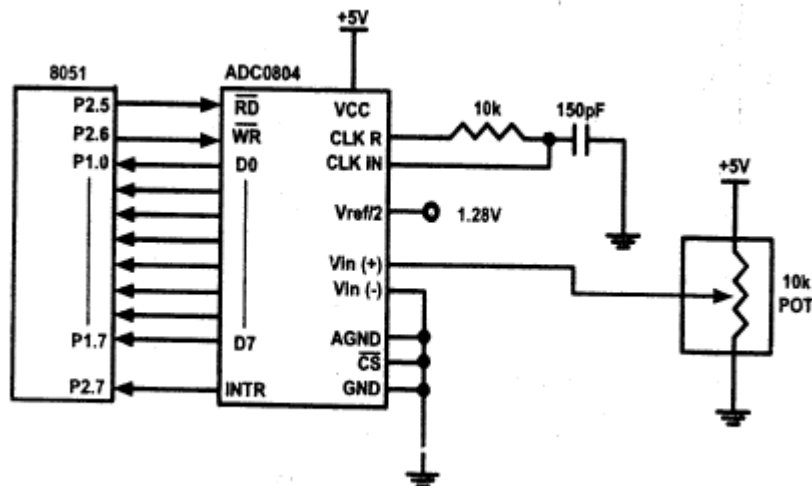 +5V
8051
ADC0804
P2.5
RD
VCC
10k
150pF
P2.6
WR
CLK R
P1.0
D0
CLK IN
+5V
Vref/2
1.28V
Vin (+)
Vin (-)
10k
POT
P1.7
D7
AGND
CS
P2.7
INTR
GND